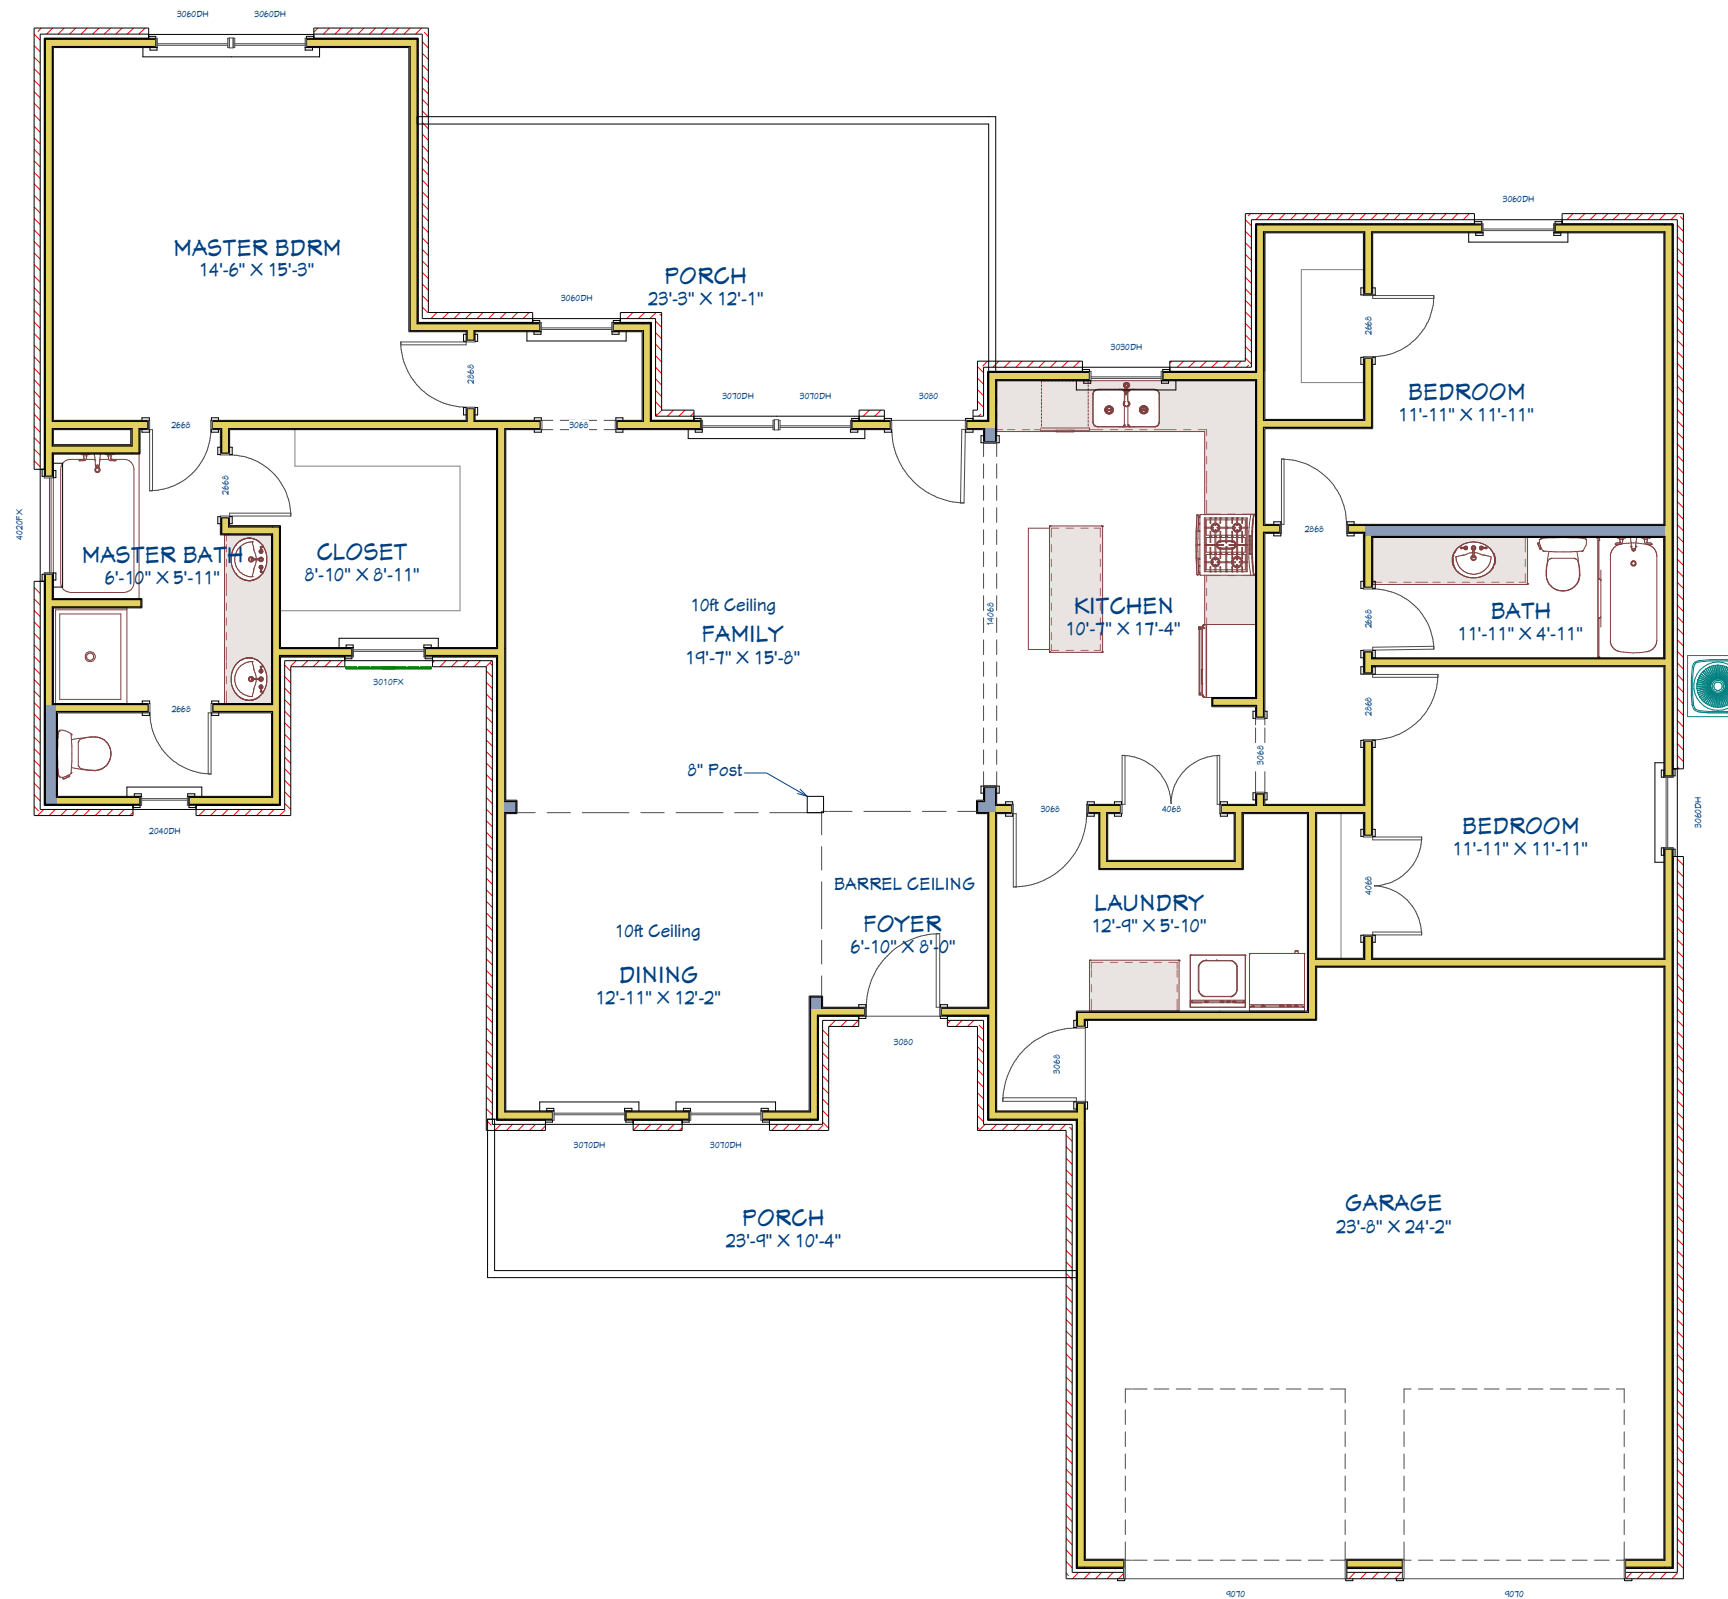 3060DH 3060DH
3060DH
MASTER BDRM
14'-6" X 15'-3"
PORCH
23'-3" X 12'-1"
3060DH
3030DH
2668
2868
BEDROOM
11'-11" X 11'-11"
3070DH 3070DH
3080
2668
3068
2668
4020FX
2868
MASTER BATH
6'-10" X 5'-11"
CLOSET
8'-10" X 8'-11"
10ft Ceiling
FAMILY
19'-7" X 15'-8"
14068
KITCHEN
10'-7" X 17'-4"
2668
BATH
11'-11" X 4'-11"
3010FX
2668
2868
3068
8" Post
3068
4068
2040DH
3060DH
BEDROOM
11'-11" X 11'-11"
BARREL CEILING
4068
FOYER
6'-10" X 8'-0"
LAUNDRY
12'-9" X 5'-10"
10ft Ceiling
DINING
12'-11" X 12'-2"
3080
3068
3070DH 3070DH
PORCH
23'-9" X 10'-4"
GARAGE
23'-8" X 24'-2"
9070 9070